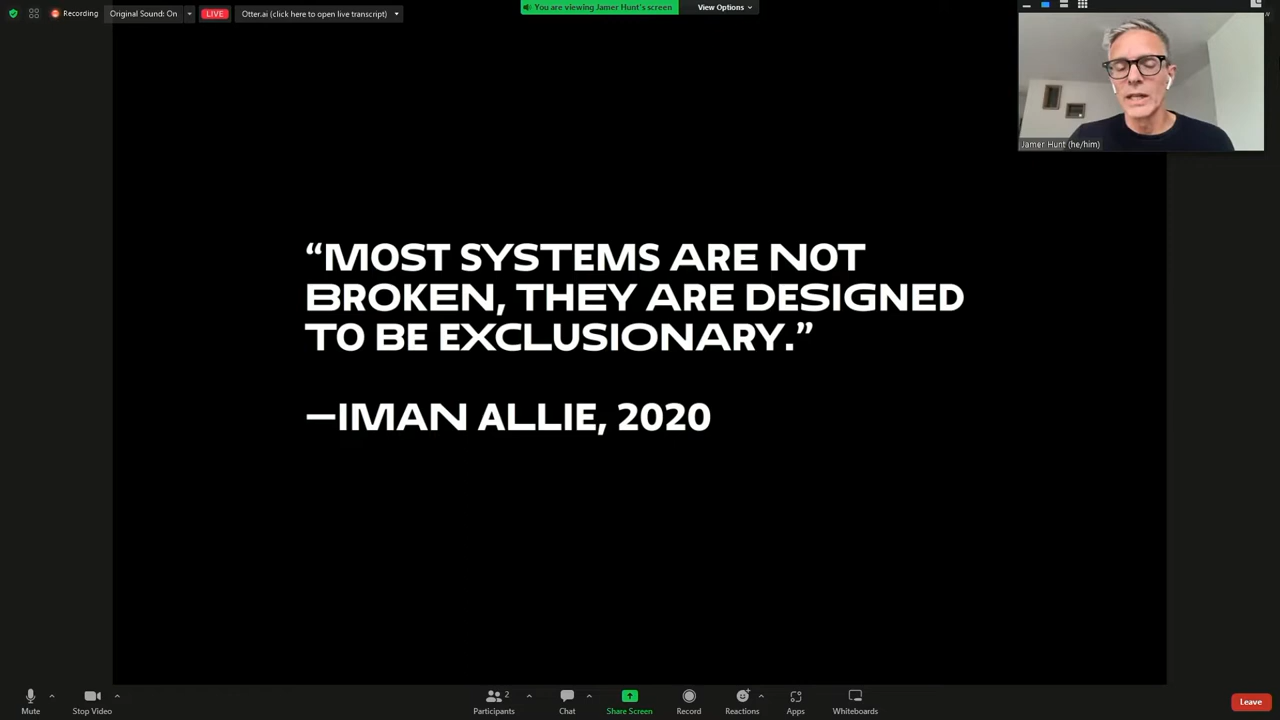 Recording
Original Sound: On
LIVE
Otter.ai (click here to open live transcript)
You are viewing Jamer Hunt's screen
View Options
Jamer Hunt (he/him)
“MOST SYSTEMS ARE NOT
BROKEN, THEY ARE DESIGNED
TO BE EXCLUSIONARY.”
—IMAN ALLIE, 2020
Mute
Stop Video
Participants
2
Chat
Share Screen
Record
Reactions
Apps
Whiteboards
Leave